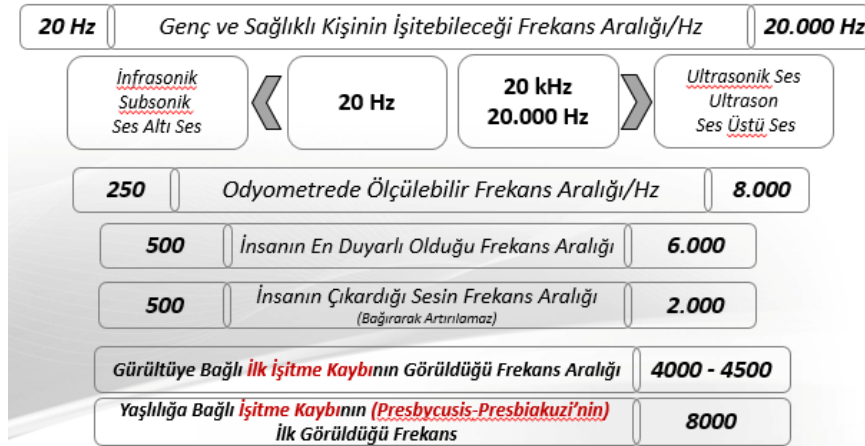 20 Hz Genç ve Sağlıklı Kişinin İşitebileceği Frekans Aralığı/Hz 20.000 Hz
İnfrasonik
Subsonik
Ses Altı Ses
20 Hz
20 kHz
20.000 Hz
Ultrasonik Ses
Ultrason
Ses Üstü Ses
250 Odyometrede Ölçülebilir Frekans Aralığı/Hz 8.000
500 İnsanın En Duyarlı Olduğu Frekans Aralığı 6.000
500 İnsanın Çıkardığı Sesin Frekans Aralığı 2.000
(Bağırarak Artırılamaz)
Gürültüye Bağlı İlk İşitme Kaybının Görüldüğü Frekans Aralığı 4000 - 4500
Yaşlılığa Bağlı İşitme Kaybının (Presbycusis-Presbiakuzi'nin)
İlk Görüldüğü Frekans 8000